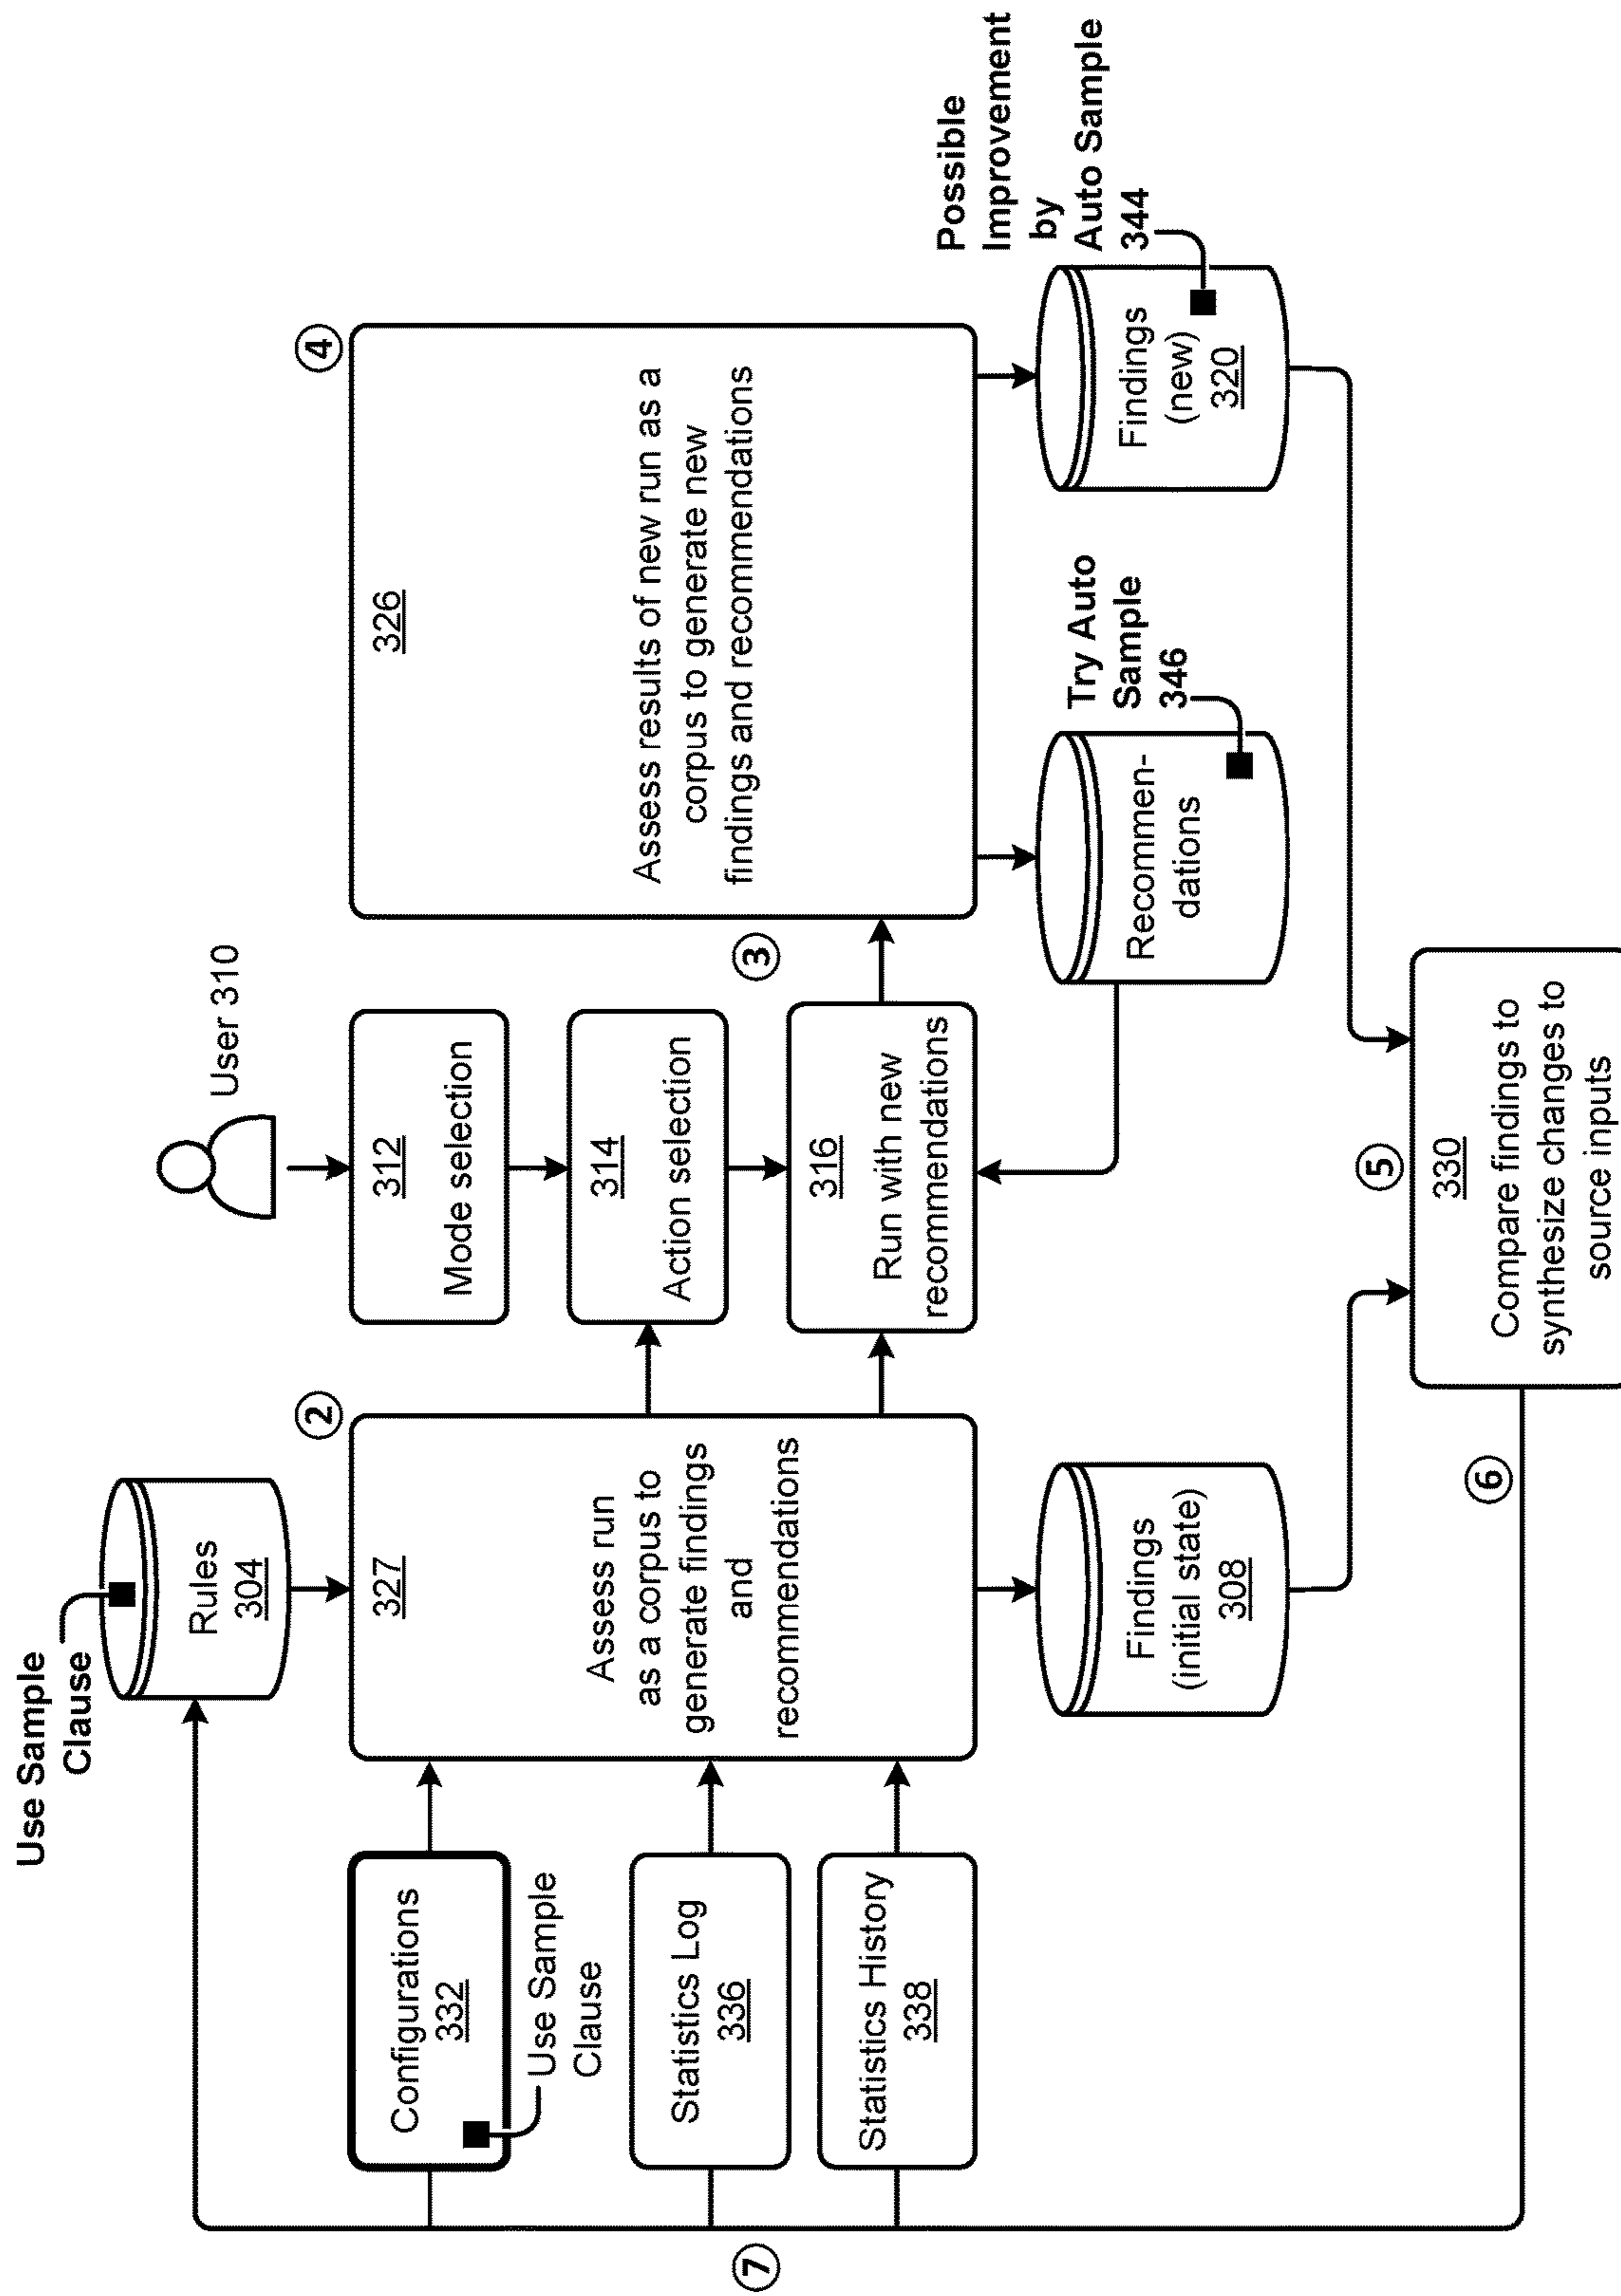 Use Sample
Clause
Rules
304
User 310
②
④
Configurations
332
Use Sample
Clause
Statistics Log
336
Statistics History
338
327
Assess run
as a corpus to
generate findings
and
recommendations
312
Mode selection
314
Action selection
316
Run with new
recommendations
③
326
Assess results of new run as a
corpus to generate new
findings and recommendations
⑦
Findings
(initial state)
308
Recommen-
dations
Try Auto
Sample
346
Findings
(new)
320
Possible
Improvement
by
Auto Sample
344
⑥
⑤
330
Compare findings to
synthesize changes to
source inputs